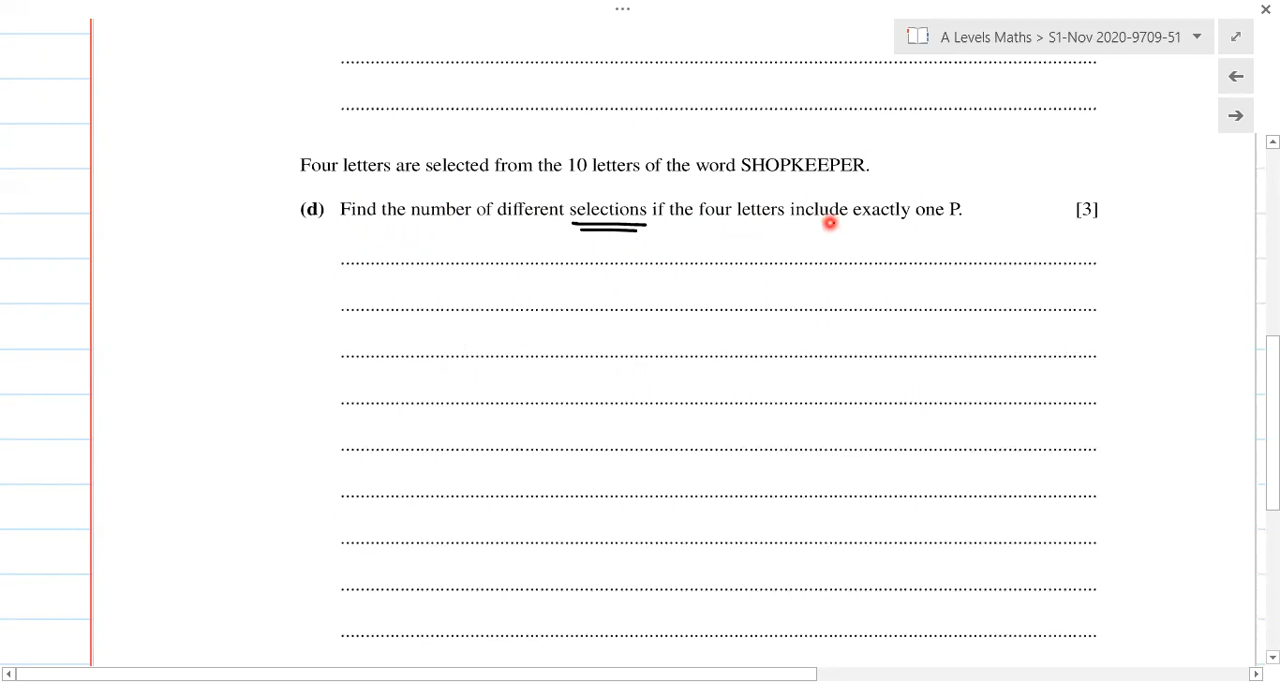 A Levels Maths > S1-Nov 2020-9709-51
Four letters are selected from the 10 letters of the word SHOPKEEPER.
(d) Find the number of different selections if the four letters include exactly one P. [3]